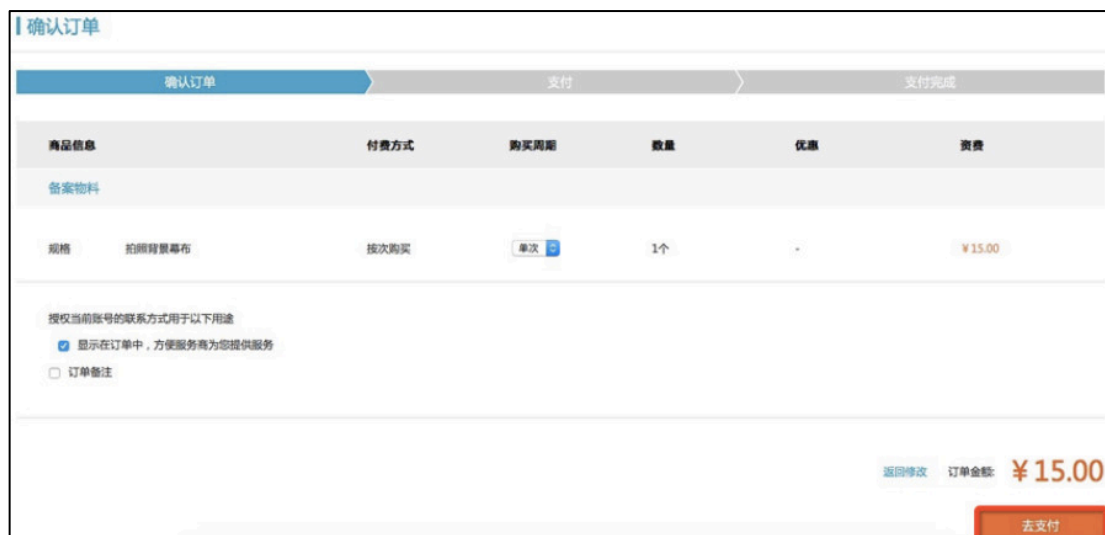 确认订单
确认订单 支付 支付完成
商品信息 付费方式 购买周期 数量 优惠 资费
备案物料
规格 拍照背景幕布 按次购买 单次 1个 - ¥15.00
授权当前账号的联系方式用于以下用途
显示在订单中，方便服务商为您提供服务
订单备注
返回修改 订单金额: ¥15.00
去支付